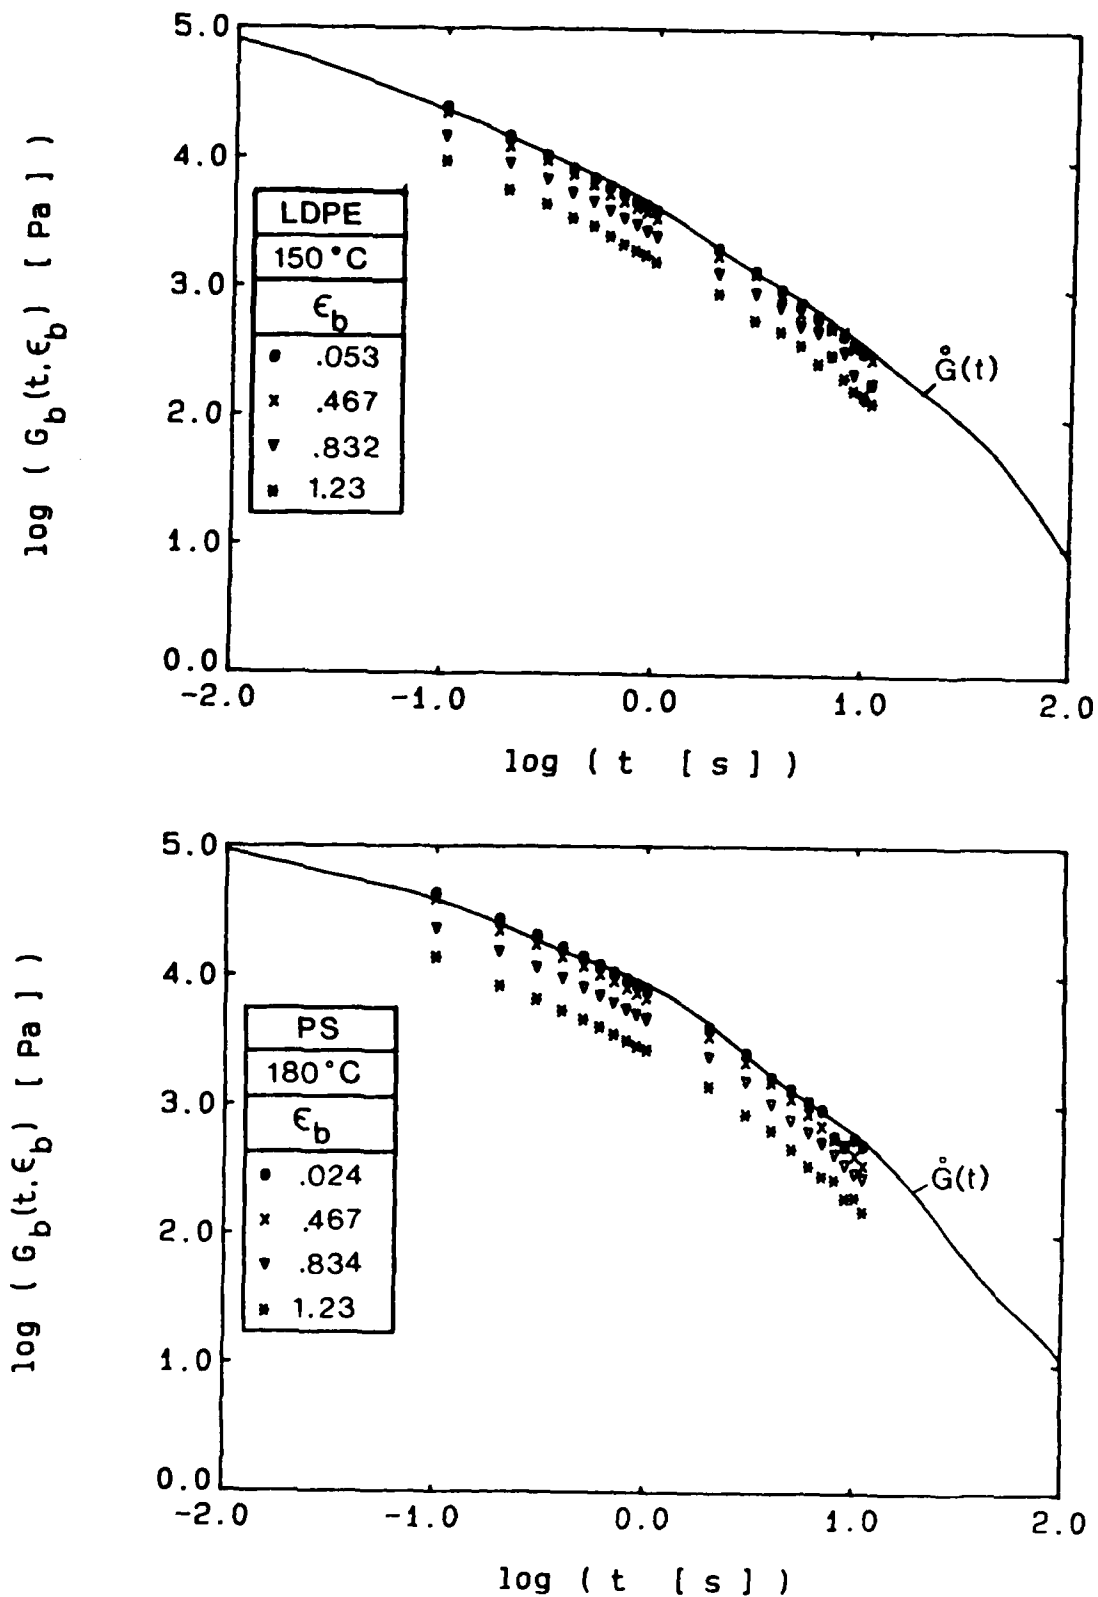 5.0
4.0
3.0
2.0
1.0
0.0
log ( G_b(t,ϵ_b) [ Pa ] )
LDPE
150°C
ϵ_b
.053
× .467
▼ .832
* 1.23
G̊(t)
-2.0 -1.0 0.0 1.0 2.0
log ( t [ s ] )
5.0
4.0
3.0
2.0
1.0
0.0
log ( G_b(t,ϵ_b) [ Pa ] )
PS
180°C
ϵ_b
.024
× .467
▼ .834
* 1.23
G̊(t)
-2.0 -1.0 0.0 1.0 2.0
log ( t [ s ] )